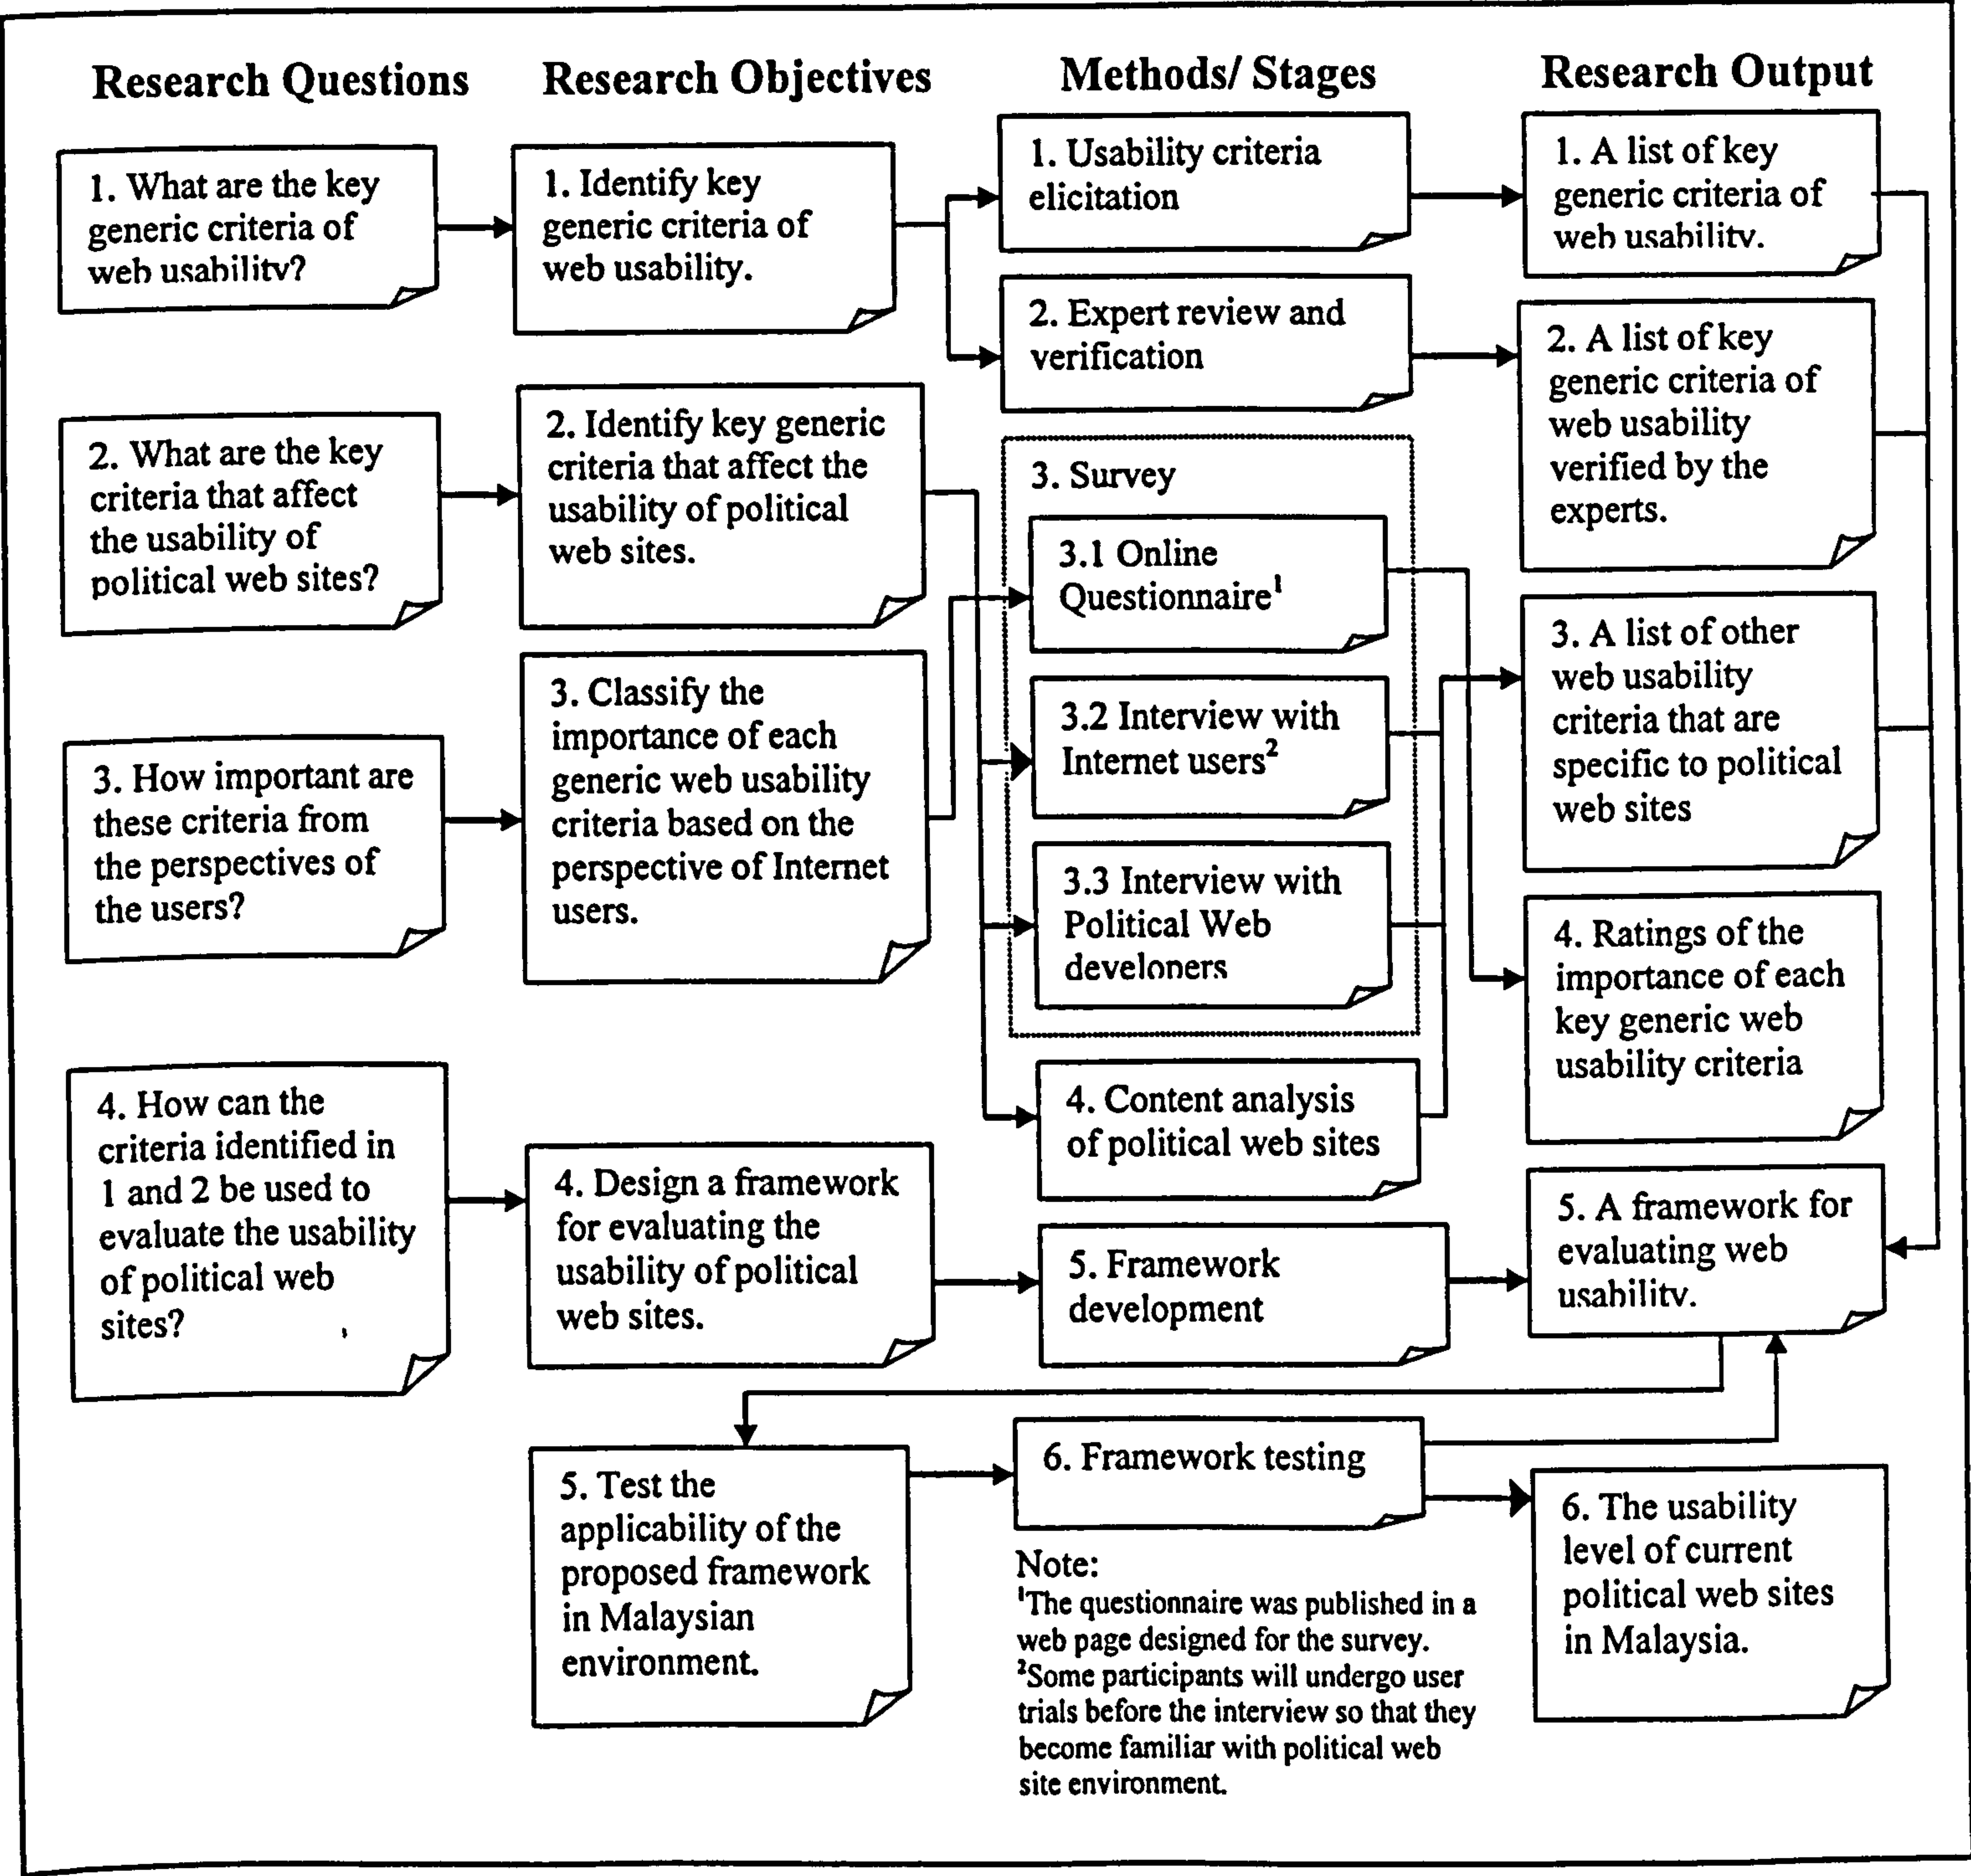 Research Questions
1. What are the key
generic criteria of
web usability?
2. What are the key
criteria that affect
the usability of
political web sites?
3. How important are
these criteria from
the perspectives of
the users?
4. How can the
criteria identified in
1 and 2 be used to
evaluate the usability
of political web
sites?
Research Objectives
1. Identify key
generic criteria of
web usability.
2. Identify key generic
criteria that affect the
usability of political
web sites.
3. Classify the
importance of each
generic web usability
criteria based on the
perspective of Internet
users.
4. Design a framework
for evaluating the
usability of political
web sites.
5. Test the
applicability of the
proposed framework
in Malaysian
environment.
Methods/ Stages
1. Usability criteria
elicitation
2. Expert review and
verification
3. Survey
3.1 Online
Questionnaire¹
3.2 Interview with
Internet users²
3.3 Interview with
Political Web
developers
4. Content analysis
of political web sites
5. Framework
development
6. Framework testing
Note:
¹The questionnaire was published in a
web page designed for the survey.
²Some participants will undergo user
trials before the interview so that they
become familiar with political web
site environment.
Research Output
1. A list of key
generic criteria of
web usability.
2. A list of key
generic criteria of
web usability
verified by the
experts.
3. A list of other
web usability
criteria that are
specific to political
web sites
4. Ratings of the
importance of each
key generic web
usability criteria
5. A framework for
evaluating web
usability.
6. The usability
level of current
political web sites
in Malaysia.